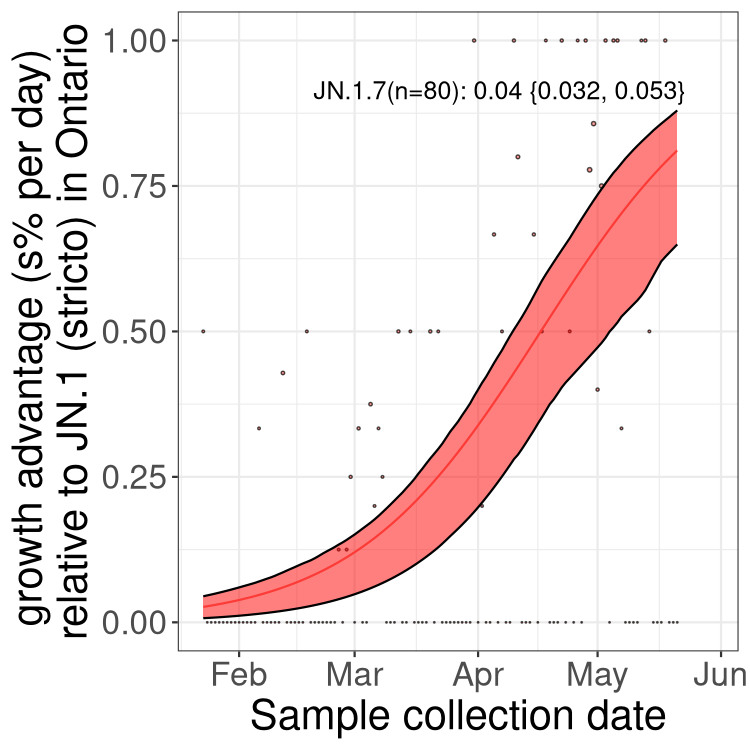 growth advantage (s% per day)
relative to JN.1 (stricto) in Ontario
1.00
0.75
0.50
0.25
0.00
JN.1.7(n=80): 0.04 {0.032, 0.053}
Feb Mar Apr May Jun
Sample collection date